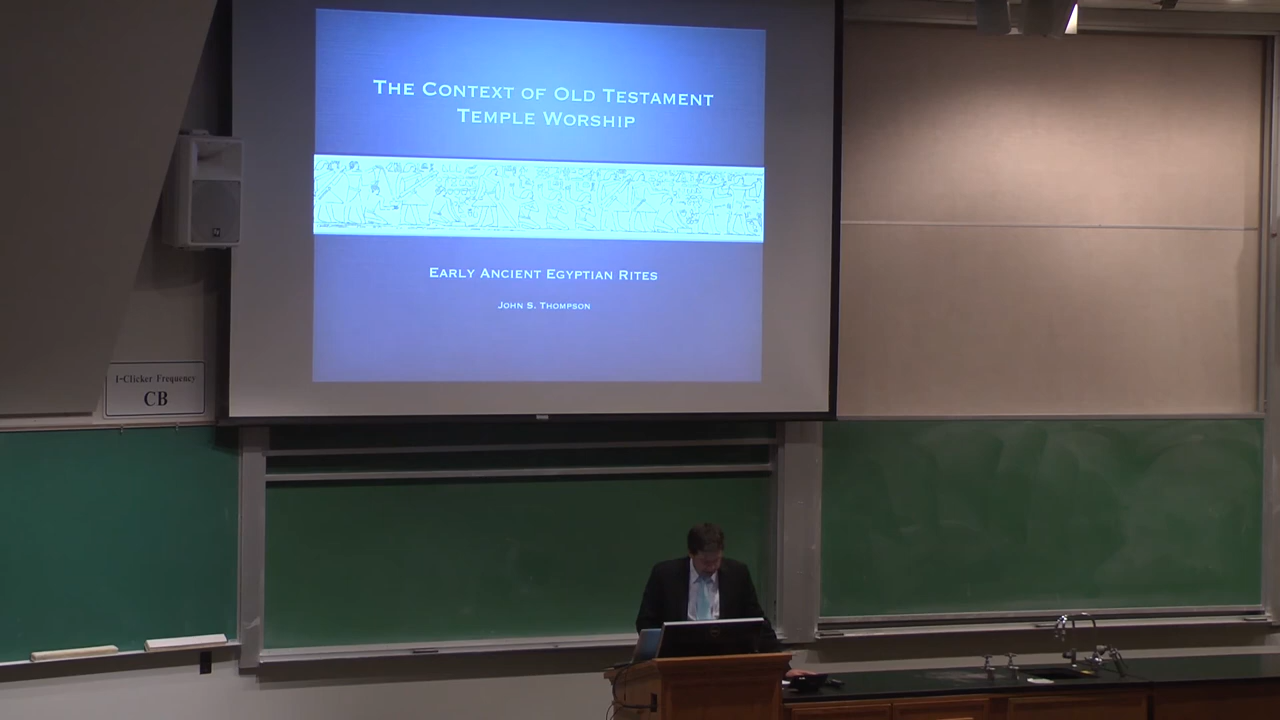 The Context of Old Testament
Temple Worship
Early Ancient Egyptian Rites
John S. Thompson
I-Clicker Frequency
CB